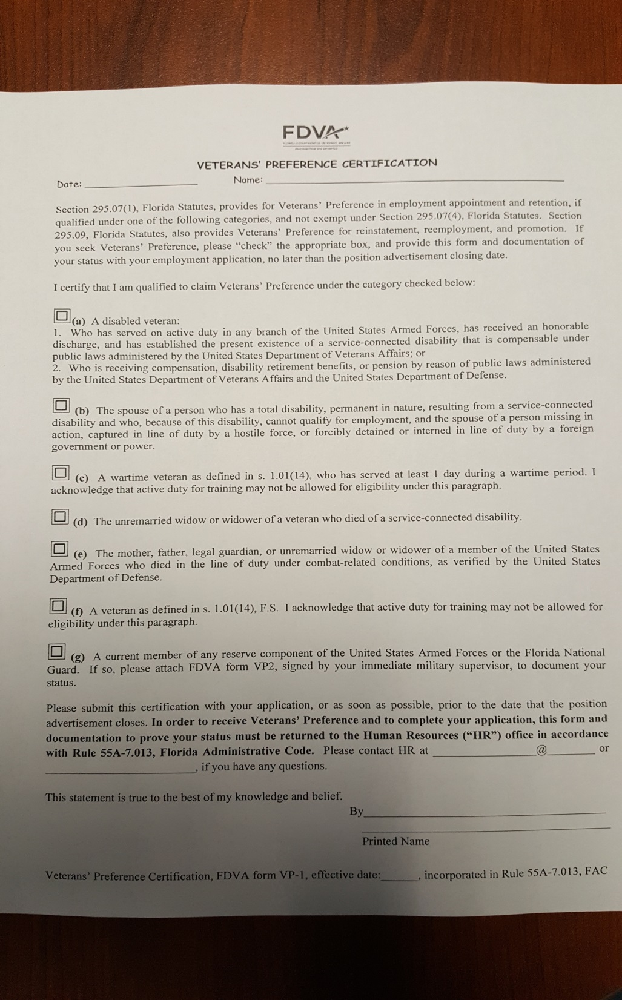 FDVA
VETERANS' PREFERENCE CERTIFICATION
Date: Name:
Section 295.07(1), Florida Statutes, provides for Veterans' Preference in employment appointment and retention, if
qualified under one of the following categories, and not exempt under Section 295.07(4), Florida Statutes. Section
295.09, Florida Statutes, also provides Veterans' Preference for reinstatement, reemployment, and promotion. If
you seek Veterans' Preference, please "check" the appropriate box, and provide this form and documentation of
your status with your employment application, no later than the position advertisement closing date.
I certify that I am qualified to claim Veterans' Preference under the category checked below:
(a) A disabled veteran:
1. Who has served on active duty in any branch of the United States Armed Forces, has received an honorable
discharge, and has established the present existence of a service-connected disability that is compensable under
public laws administered by the United States Department of Veterans Affairs; or
2. Who is receiving compensation, disability retirement benefits, or pension by reason of public laws administered
by the United States Department of Veterans Affairs and the United States Department of Defense.
(b) The spouse of a person who has a total disability, permanent in nature, resulting from a service-connected
disability and who, because of this disability, cannot qualify for employment, and the spouse of a person missing in
action, captured in line of duty by a hostile force, or forcibly detained or interned in line of duty by a foreign
government or power.
(c) A wartime veteran as defined in s. 1.01(14), who has served at least 1 day during a wartime period. I
acknowledge that active duty for training may not be allowed for eligibility under this paragraph.
(d) The unremarried widow or widower of a veteran who died of a service-connected disability.
(e) The mother, father, legal guardian, or unremarried widow or widower of a member of the United States
Armed Forces who died in the line of duty under combat-related conditions, as verified by the United States
Department of Defense.
(f) A veteran as defined in s. 1.01(14), F.S. I acknowledge that active duty for training may not be allowed for
eligibility under this paragraph.
(g) A current member of any reserve component of the United States Armed Forces or the Florida National
Guard. If so, please attach FDVA form VP2, signed by your immediate military supervisor, to document your
status.
Please submit this certification with your application, or as soon as possible, prior to the date that the position
advertisement closes. In order to receive Veterans' Preference and to complete your application, this form and
documentation to prove your status must be returned to the Human Resources ("HR") office in accordance
with Rule 55A-7.013, Florida Administrative Code. Please contact HR at ________@________ or
________, if you have any questions.
This statement is true to the best of my knowledge and belief.
By
Printed Name
Veterans' Preference Certification, FDVA form VP-1, effective date:______, incorporated in Rule 55A-7.013, FAC